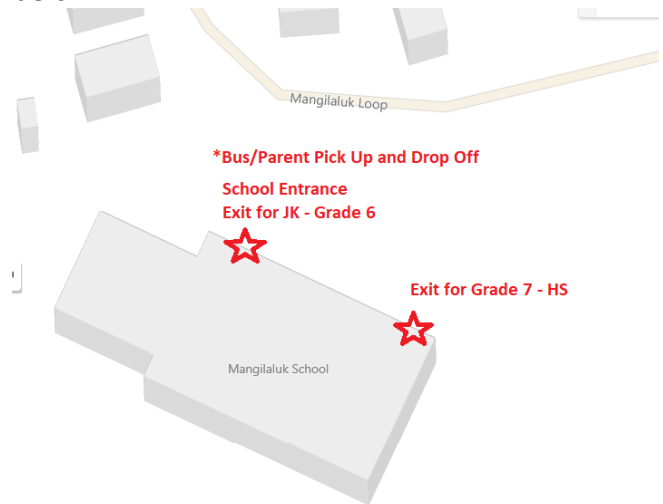 Mangilaluk Loop
*Bus/Parent Pick Up and Drop Off
School Entrance
Exit for JK - Grade 6
Exit for Grade 7 - HS
Mangilaluk School